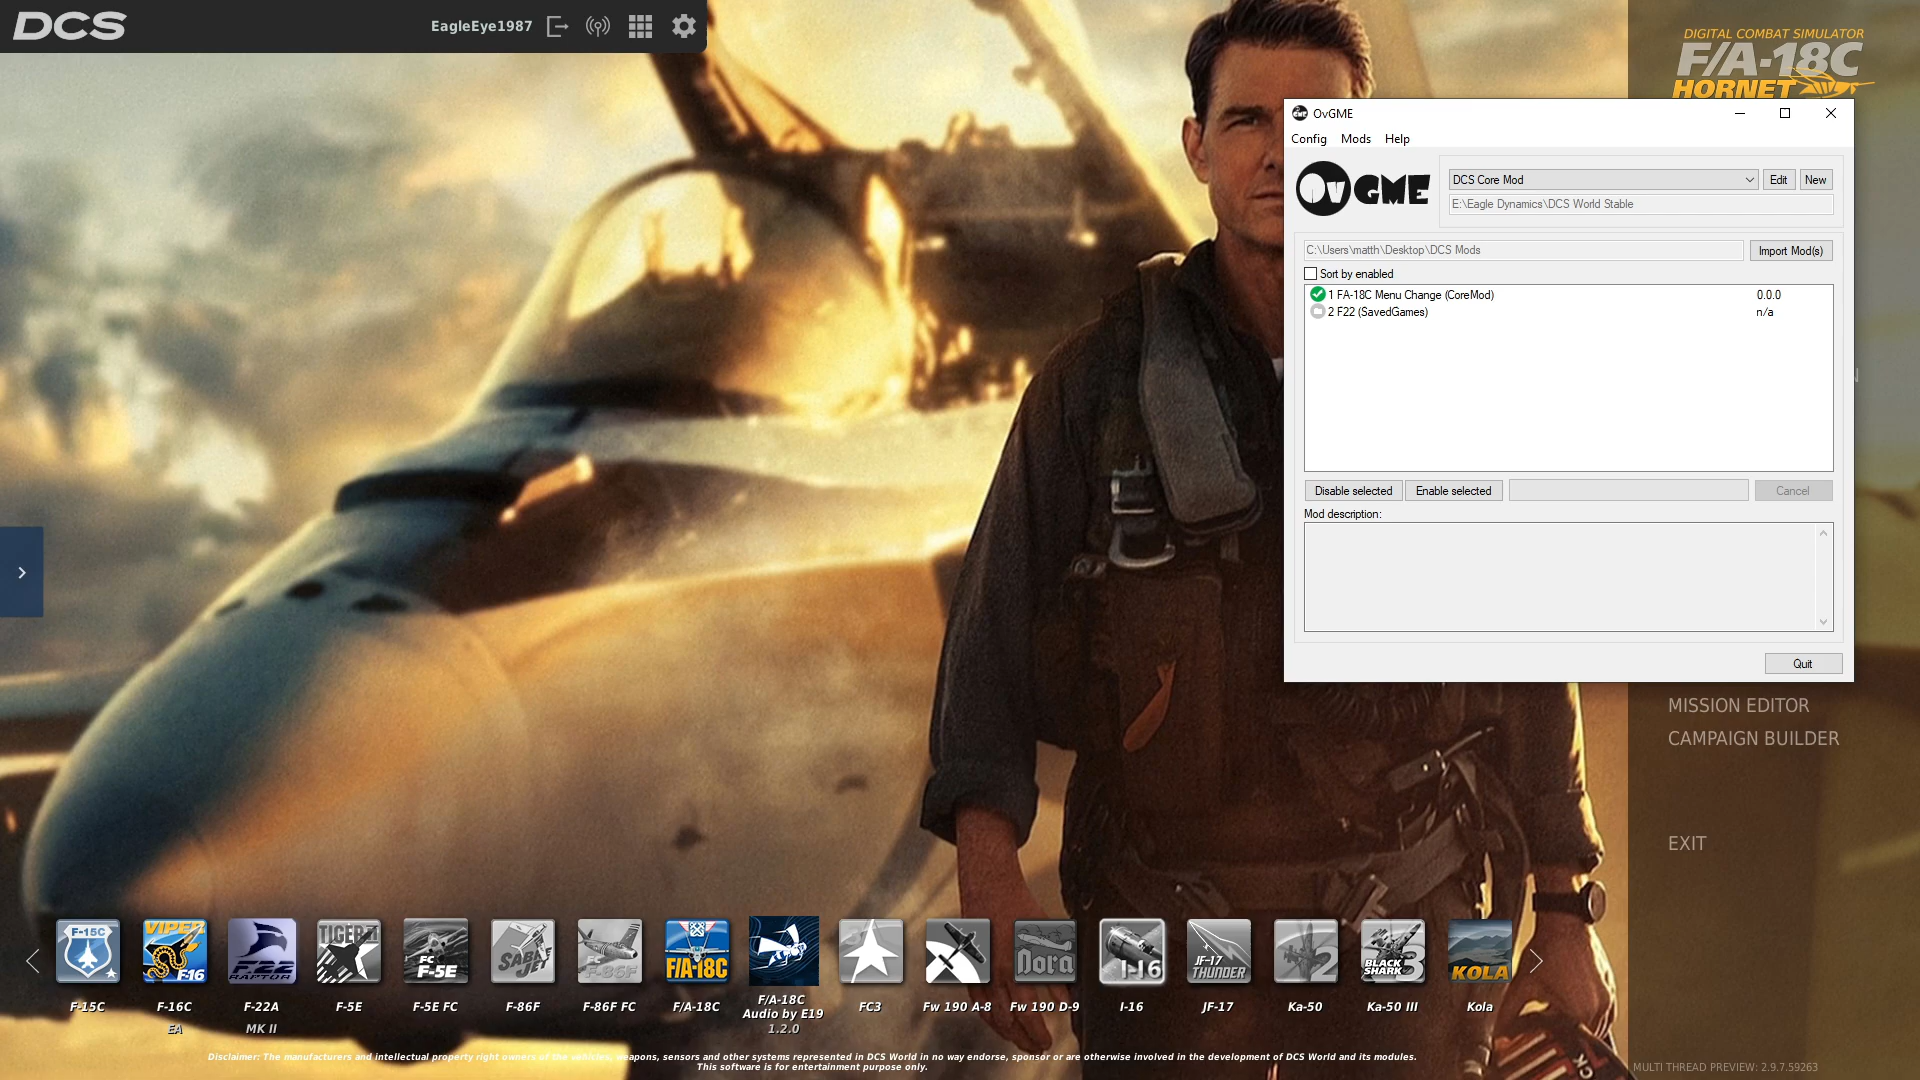 DCS
EagleEye1987
DIGITAL COMBAT SIMULATOR
F/A-18C
HORNET
OvGME
Config Mods Help
OvGME
DCS Core Mod
Edit
New
E:\Eagle Dynamics\DCS World Stable
C:\Users\matth\Desktop\DCS Mods
Import Mod(s)
Sort by enabled
1 FA-18C Menu Change (CoreMod) 0.0.0
2 F22 (SavedGames) n/a
Disable selected
Enable selected
Cancel
Mod description:
Quit
N
MISSION EDITOR
CAMPAIGN BUILDER
EXIT
F-15C
VIPER
F-16
F-22
RAPTOR
TIGER II
FC
F-5E
SABRE
JET
F-86F
F/A-18C
Dora
I-16
JF-17
THUNDER
2
BLACK
SHARK
3
KOLA
F-15C
F-16C
EA
F-22A
MK II
F-5E
F-5E FC
F-86F
F-86F FC
F/A-18C
F/A-18C
Audio by E19
1.2.0
FC3
Fw 190 A-8
Fw 190 D-9
I-16
JF-17
Ka-50
Ka-50 III
Kola
Disclaimer: The manufacturers and intellectual property right owners of the vehicles, weapons, sensors and other systems represented in DCS World in no way endorse, sponsor or are otherwise involved in the development of DCS World and its modules.
This software is for entertainment purpose only.
MULTI THREAD PREVIEW: 2.9.7.59263